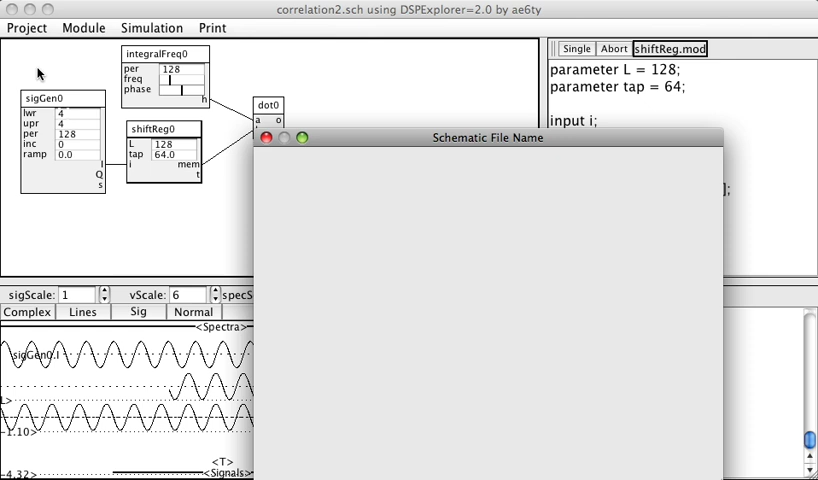 correlation2.sch using DSPExplorer=2.0 by ae6ty
Project Module Simulation Print
integralFreq0
per 128
freq
phase
h
sigGen0
lwr 4
upr 4
per 128
inc 0
ramp 0.0
I
Q
s
shiftReg0
L 128
tap 64.0
i mem
t
dot0
a o
Single Abort shiftReg.mod
parameter L = 128;
parameter tap = 64;
input i;
];
Schematic File Name
sigScale: 1 vScale: 6 specS
Complex Lines Sig Normal
<Spectra>
sigGen0.I
L>
-1.10>
<T>
-4.32> <Signals>